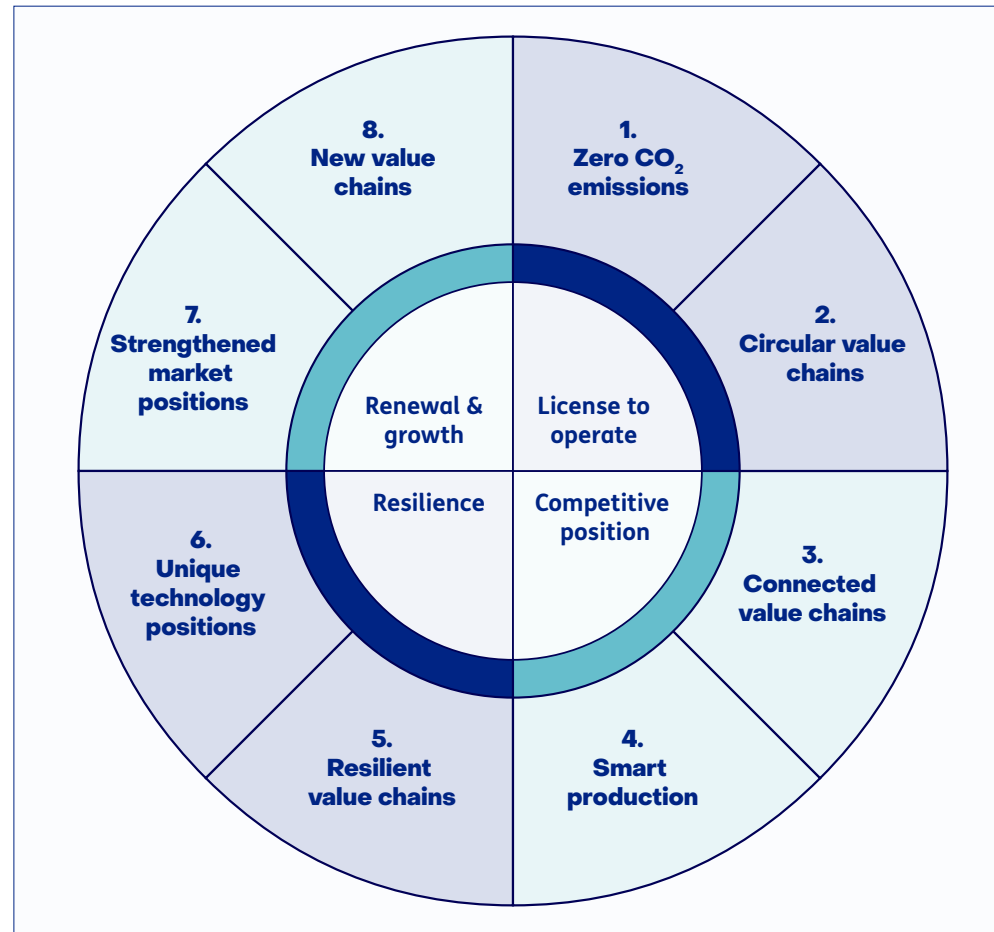 1.
Zero CO₂
emissions
2.
Circular value
chains
3.
Connected
value chains
4.
Smart
production
5.
Resilient
value chains
6.
Unique
technology
positions
7.
Strengthened
market
positions
8.
New value
chains
Renewal &
growth
License to
operate
Resilience
Competitive
position